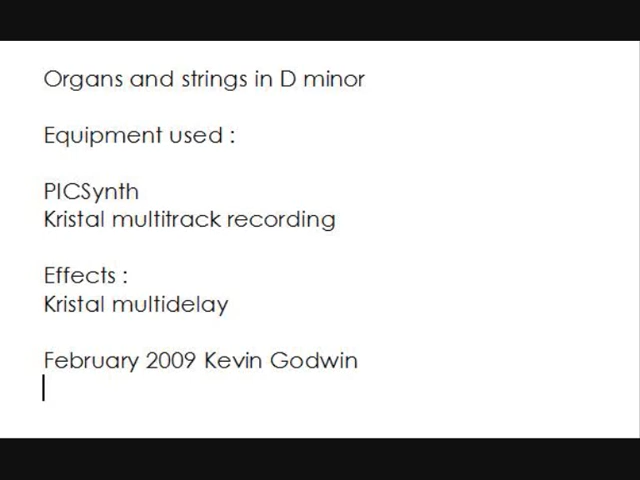 Organs and strings in D minor
Equipment used :
PICSynth
Kristal multitrack recording
Effects :
Kristal multidelay
February 2009 Kevin Godwin